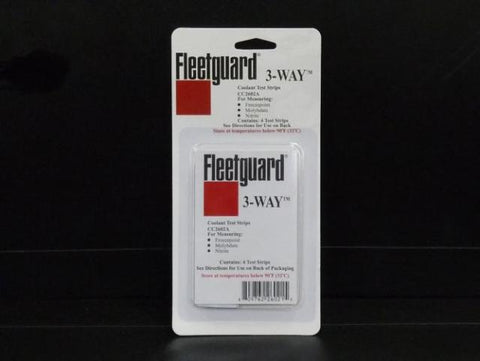 Fleetguard®
3-WAY™
Coolant Test Strips
CC2602A
For Measuring:
Freezepoint
Molybdate
Nitrite
Contains: 4 Test Strips
See Directions for Use on Back
Store at temperatures below 90°F (32°C)
Fleetguard®
3-WAY™
Coolant Test Strips
CC2602A
For Measuring:
Freezepoint
Molybdate
Nitrite
Contains: 4 Test Strips
See Directions for Use on Back of Packaging
Store at temperatures below 90°F (32°C)